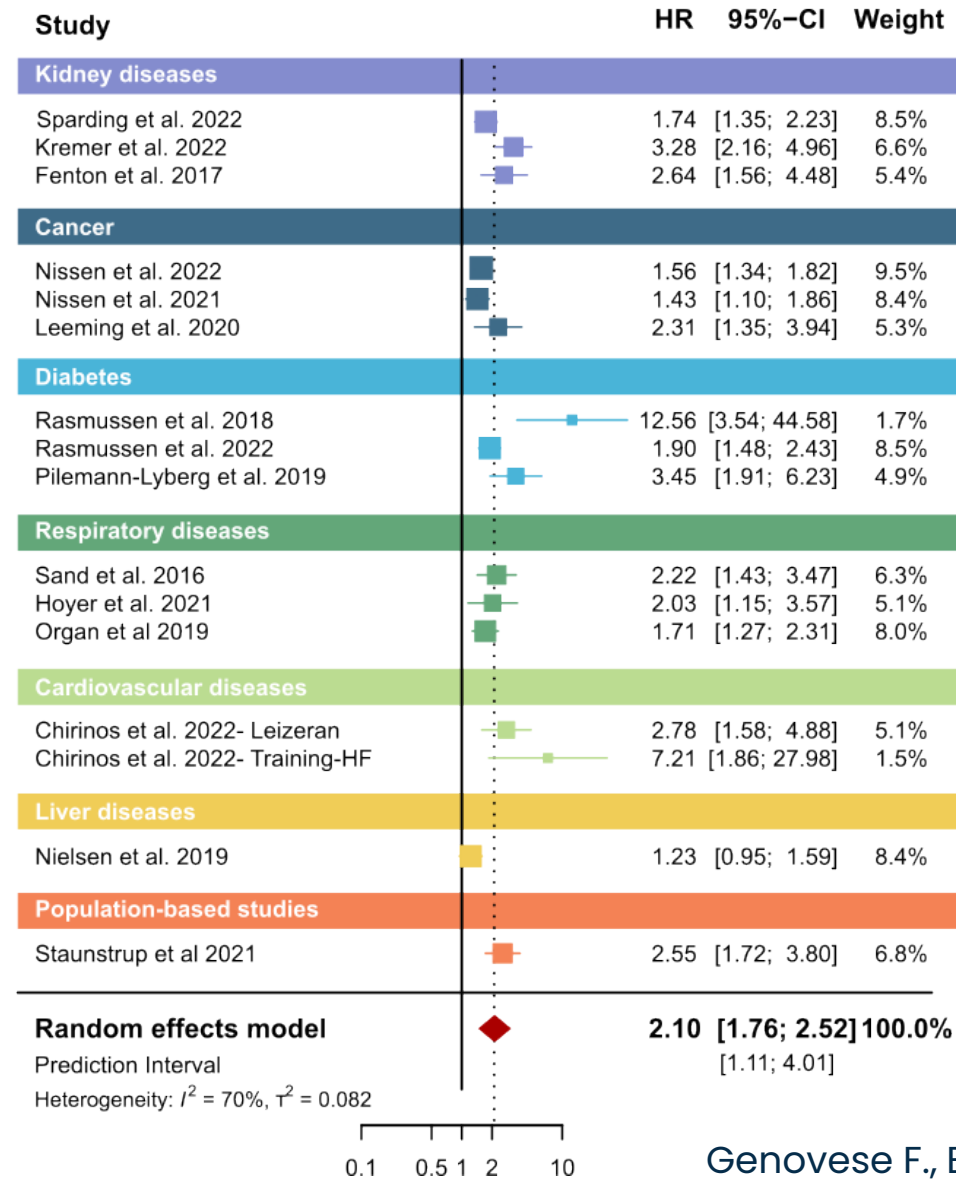 Study HR 95%−CI Weight
Kidney diseases
Sparding et al. 2022 1.74 [1.35; 2.23] 8.5%
Kremer et al. 2022 3.28 [2.16; 4.96] 6.6%
Fenton et al. 2017 2.64 [1.56; 4.48] 5.4%
Cancer
Nissen et al. 2022 1.56 [1.34; 1.82] 9.5%
Nissen et al. 2021 1.43 [1.10; 1.86] 8.4%
Leeming et al. 2020 2.31 [1.35; 3.94] 5.3%
Diabetes
Rasmussen et al. 2018 12.56 [3.54; 44.58] 1.7%
Rasmussen et al. 2022 1.90 [1.48; 2.43] 8.5%
Pilemann-Lyberg et al. 2019 3.45 [1.91; 6.23] 4.9%
Respiratory diseases
Sand et al. 2016 2.22 [1.43; 3.47] 6.3%
Hoyer et al. 2021 2.03 [1.15; 3.57] 5.1%
Organ et al 2019 1.71 [1.27; 2.31] 8.0%
Cardiovascular diseases
Chirinos et al. 2022- Leizeran 2.78 [1.58; 4.88] 5.1%
Chirinos et al. 2022- Training-HF 7.21 [1.86; 27.98] 1.5%
Liver diseases
Nielsen et al. 2019 1.23 [0.95; 1.59] 8.4%
Population-based studies
Staunstrup et al 2021 2.55 [1.72; 3.80] 6.8%
Random effects model 2.10 [1.76; 2.52] 100.0%
Prediction Interval [1.11; 4.01]
Heterogeneity: I² = 70%, τ² = 0.082
0.1 0.5 1 2 10
Genovese F.,